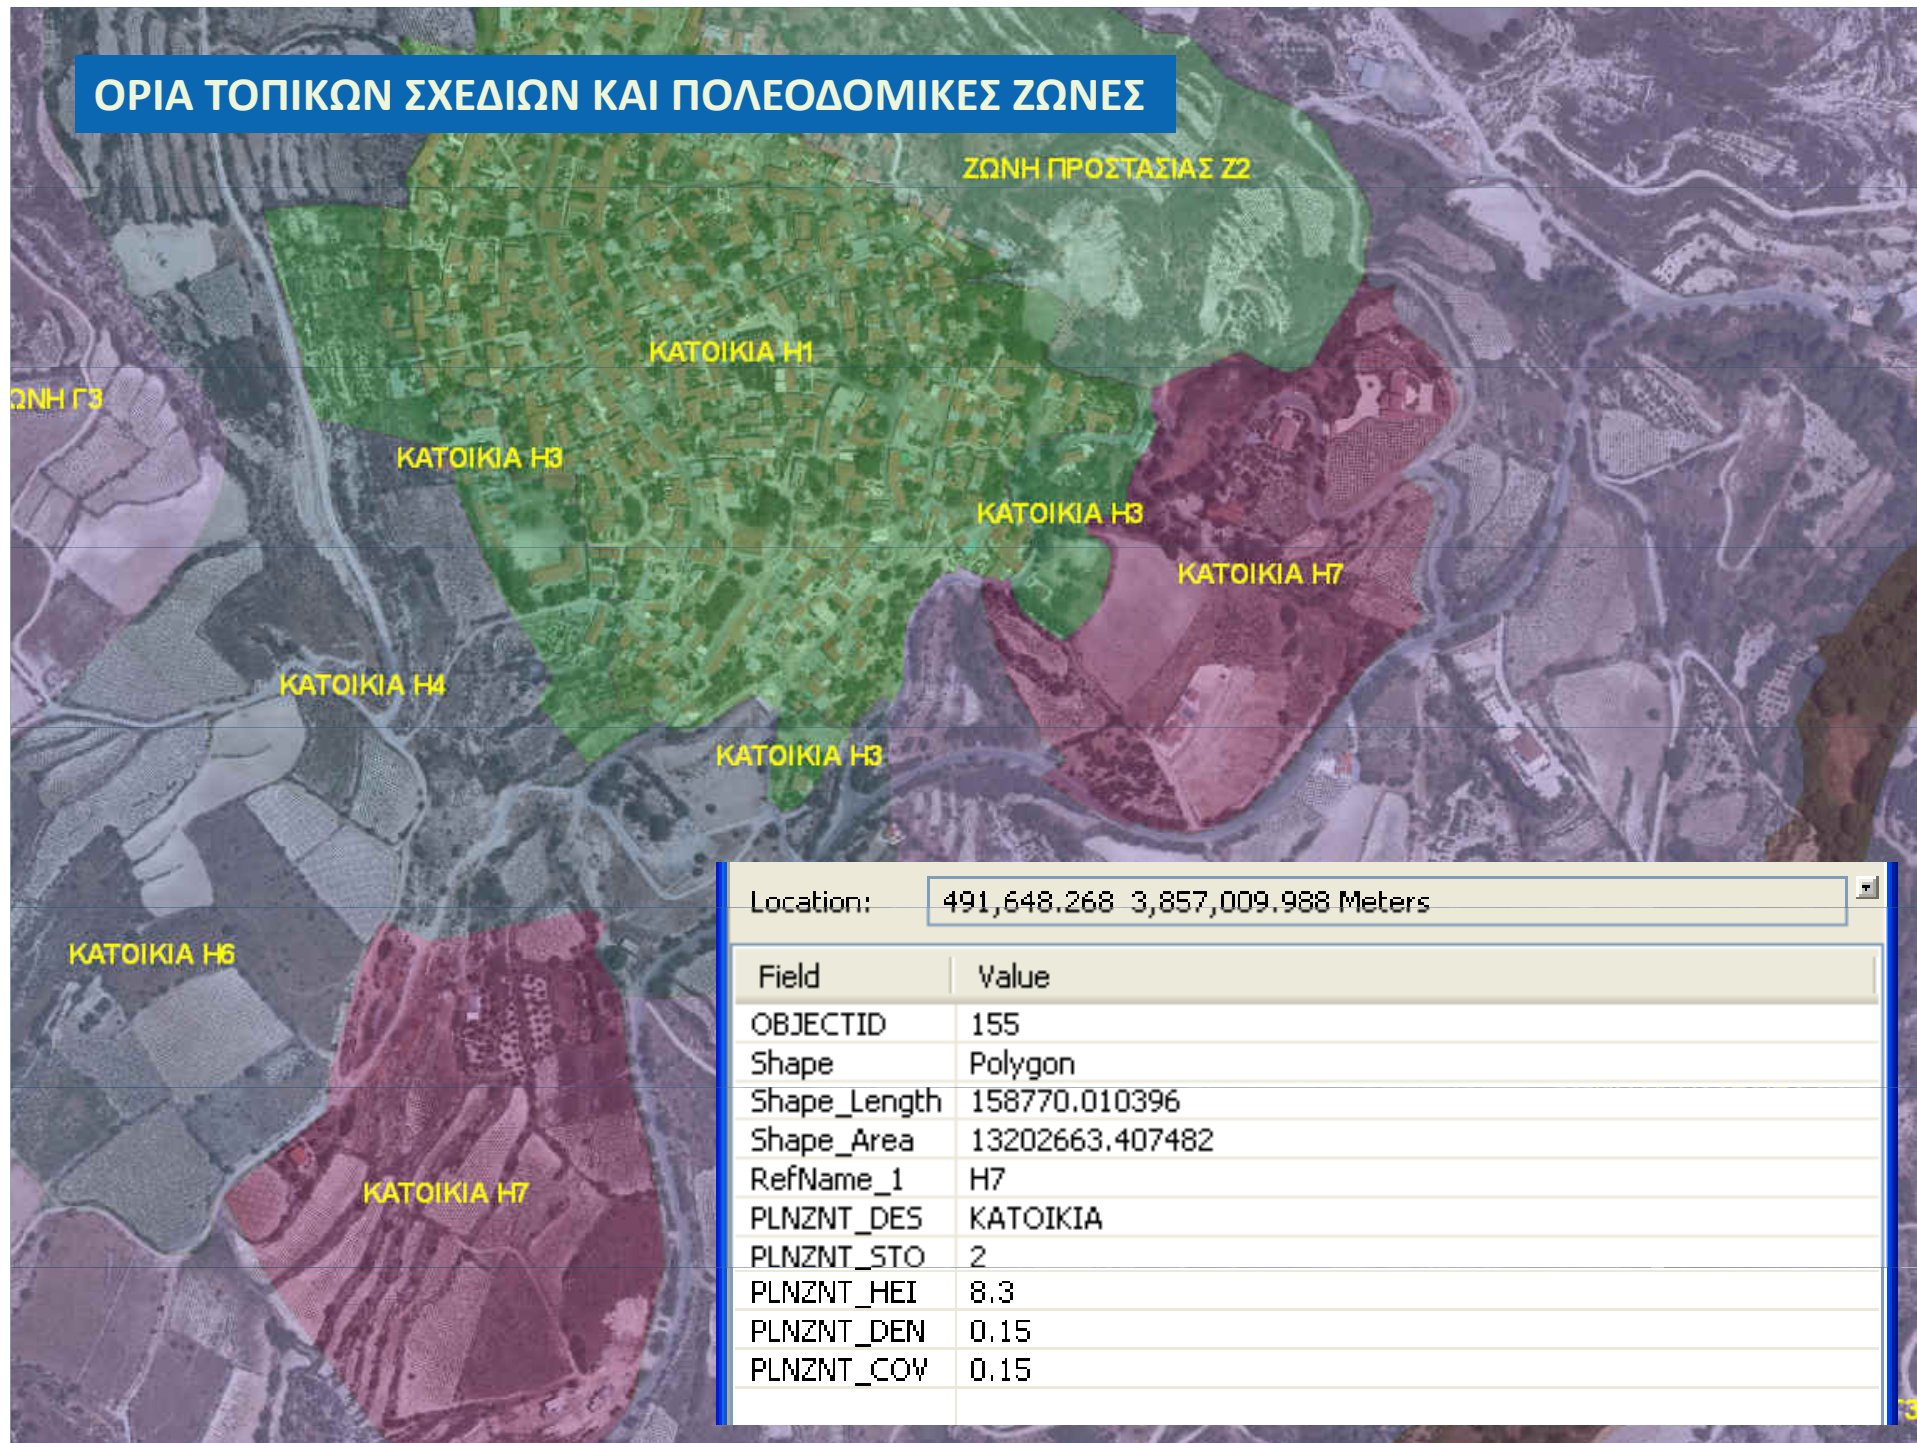 ΟΡΙΑ ΤΟΠΙΚΩΝ ΣΧΕΔΙΩΝ ΚΑΙ ΠΟΛΕΟΔΟΜΙΚΕΣ ΖΩΝΕΣ
ΖΩΝΗ ΠΡΟΣΤΑΣΙΑΣ Ζ2
ΚΑΤΟΙΚΙΑ Η1
ΩΝΗ Γ3
ΚΑΤΟΙΚΙΑ Η3
ΚΑΤΟΙΚΙΑ Η3
ΚΑΤΟΙΚΙΑ Η7
ΚΑΤΟΙΚΙΑ Η4
ΚΑΤΟΙΚΙΑ Η3
ΚΑΤΟΙΚΙΑ Η6
ΚΑΤΟΙΚΙΑ Η7
Location: 491,648.268 3,857,009.988 Meters
Field Value
OBJECTID 155
Shape Polygon
Shape_Length 158770.010396
Shape_Area 13202663.407482
RefName_1 H7
PLNZNT_DES ΚΑΤΟΙΚΙΑ
PLNZNT_STO 2
PLNZNT_HEI 8.3
PLNZNT_DEN 0.15
PLNZNT_COV 0.15
Γ3